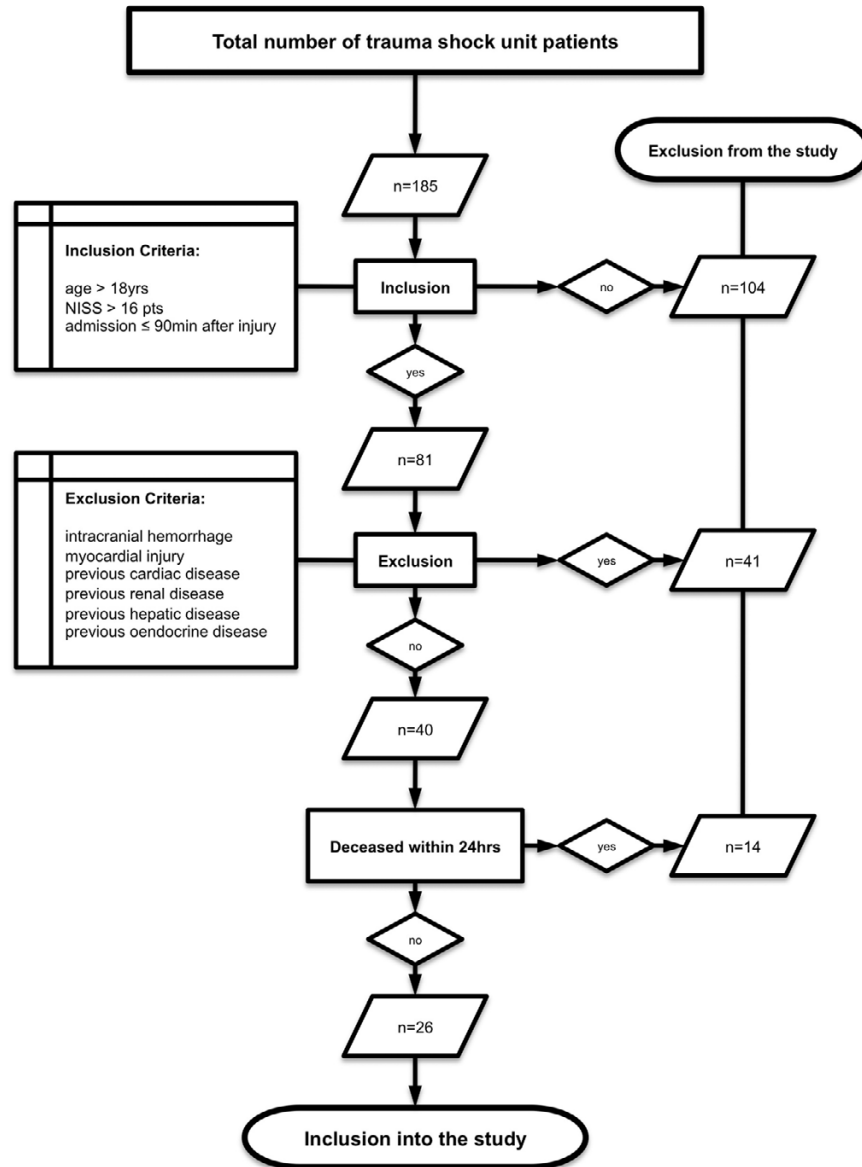 Total number of trauma shock unit patients
Exclusion from the study
n=185
Inclusion Criteria:
age > 18yrs
NISS > 16 pts
admission ≤ 90min after injury
Inclusion
no
n=104
yes
n=81
Exclusion Criteria:
intracranial hemorrhage
myocardial injury
previous cardiac disease
previous renal disease
previous hepatic disease
previous oendocrine disease
Exclusion
yes
n=41
no
n=40
Deceased within 24hrs
yes
n=14
no
n=26
Inclusion into the study